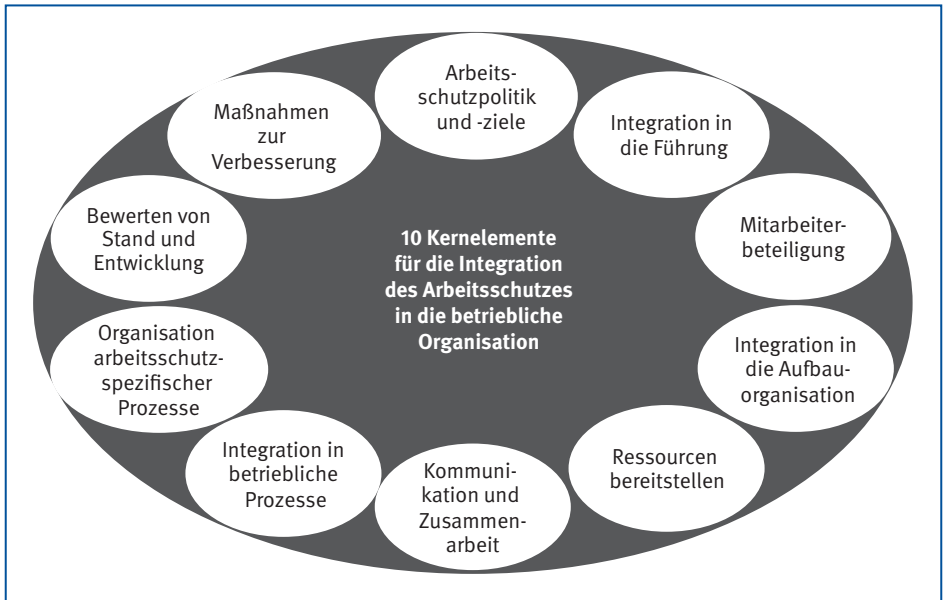 Arbeits-
schutzpolitik
und -ziele
Integration in
die Führung
Mitarbeiter-
beteiligung
Integration in
die Aufbau-
organisation
Ressourcen
bereitstellen
Kommuni-
kation und
Zusammen-
arbeit
Integration in
betriebliche
Prozesse
Organisation
arbeitsschutz-
spezifischer
Prozesse
Bewerten von
Stand und
Entwicklung
Maßnahmen
zur
Verbesserung
10 Kernelemente
für die Integration
des Arbeitsschutzes
in die betriebliche
Organisation